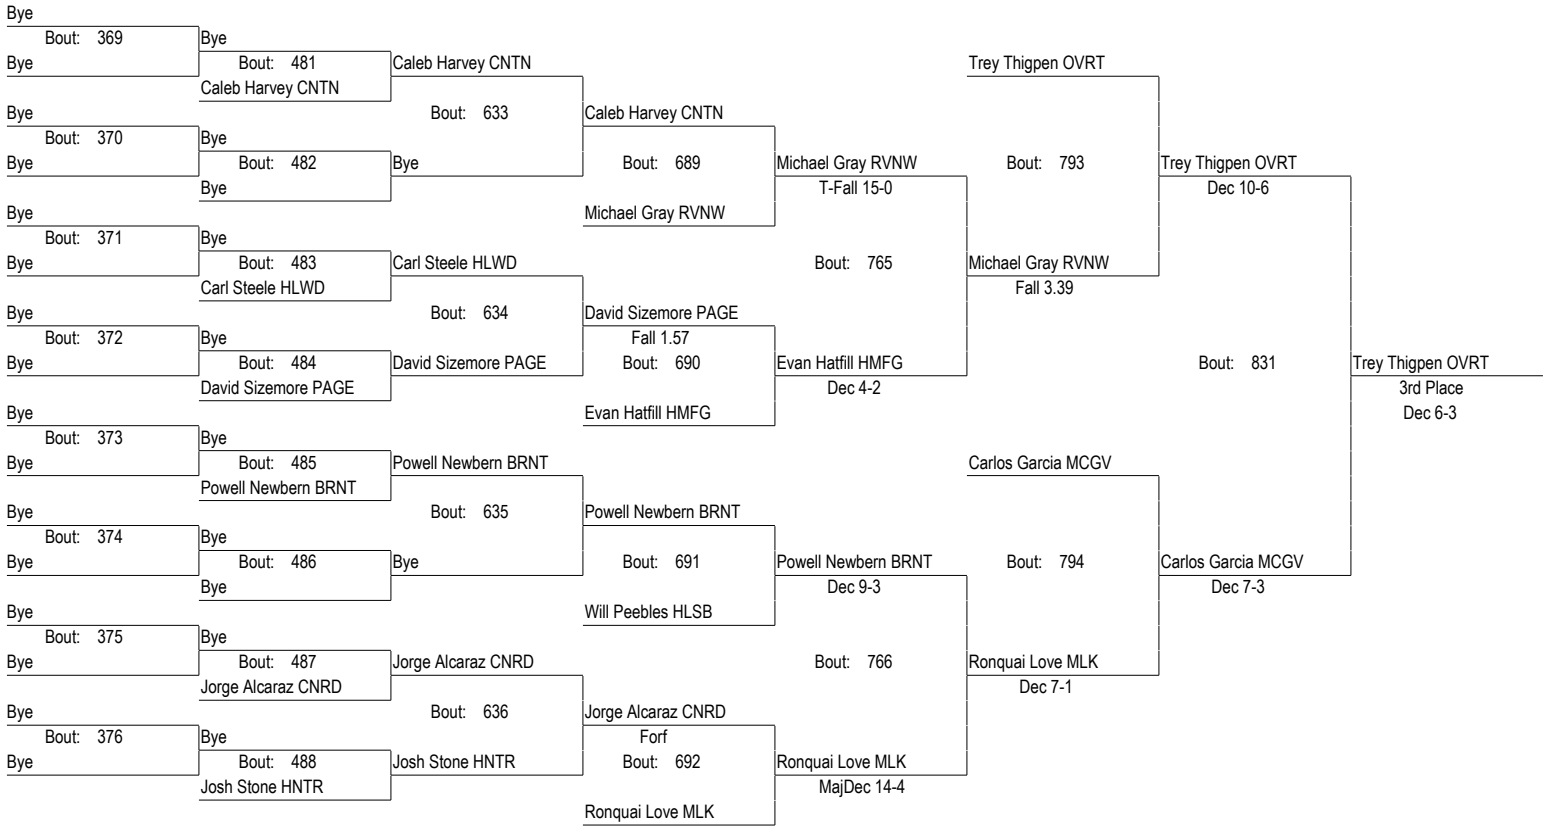 Bye
Bout: 369 Bye
Bye Bout: 481 Caleb Harvey CNTN Trey Thigpen OVRT
Caleb Harvey CNTN
Bye Bout: 633 Caleb Harvey CNTN
Bout: 370 Bye
Bye Bout: 482 Bye Bout: 689 Michael Gray RVNW Bout: 793 Trey Thigpen OVRT
Bye T-Fall 15-0 Dec 10-6
Bye Michael Gray RVNW
Bout: 371 Bye
Bye Bout: 483 Carl Steele HLWD Bout: 765 Michael Gray RVNW
Carl Steele HLWD Fall 3.39
Bye Bout: 634 David Sizemore PAGE
Bout: 372 Bye Fall 1.57
Bye Bout: 484 David Sizemore PAGE Bout: 690 Evan Hatfill HMFG Bout: 831 Trey Thigpen OVRT
David Sizemore PAGE Dec 4-2 3rd Place
Bye Evan Hatfill HMFG Dec 6-3
Bout: 373 Bye
Bye Bout: 485 Powell Newbern BRNT Carlos Garcia MCGV
Powell Newbern BRNT
Bye Bout: 635 Powell Newbern BRNT
Bout: 374 Bye
Bye Bout: 486 Bye Bout: 691 Powell Newbern BRNT Bout: 794 Carlos Garcia MCGV
Bye Dec 9-3 Dec 7-3
Bye Will Peebles HLSB
Bout: 375 Bye
Bye Bout: 487 Jorge Alcaraz CNRD Bout: 766 Ronquai Love MLK
Jorge Alcaraz CNRD Dec 7-1
Bye Bout: 636 Jorge Alcaraz CNRD
Bout: 376 Bye Forf
Bye Bout: 488 Josh Stone HNTR Bout: 692 Ronquai Love MLK
Josh Stone HNTR MajDec 14-4
Ronquai Love MLK